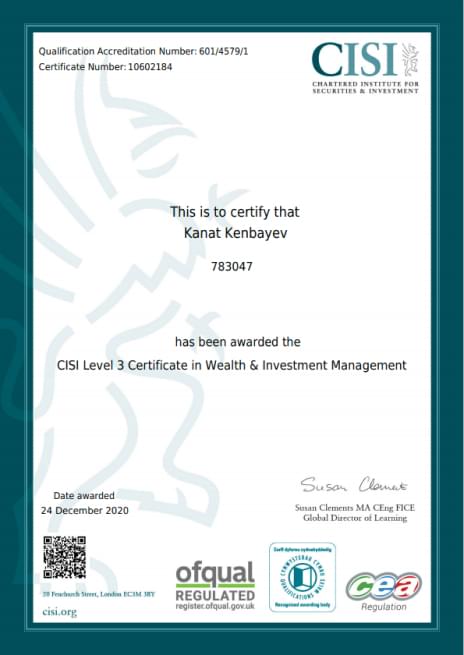 Qualification Accreditation Number: 601/4579/1
Certificate Number: 10602184
CISI
CHARTERED INSTITUTE FOR
SECURITIES & INVESTMENT
This is to certify that
Kanat Kenbayev
783047
has been awarded the
CISI Level 3 Certificate in Wealth & Investment Management
Susan Clements
Susan Clements MA CEng FICE
Global Director of Learning
Date awarded
24 December 2020
20 Fenchurch Street, London EC3M 3BY
cisi.org
ofqual
REGULATED
register.ofqual.gov.uk
CYMWYSTERAU CYMRU
QUALIFICATIONS WALES
Recognised awarding body
cea
Regulation